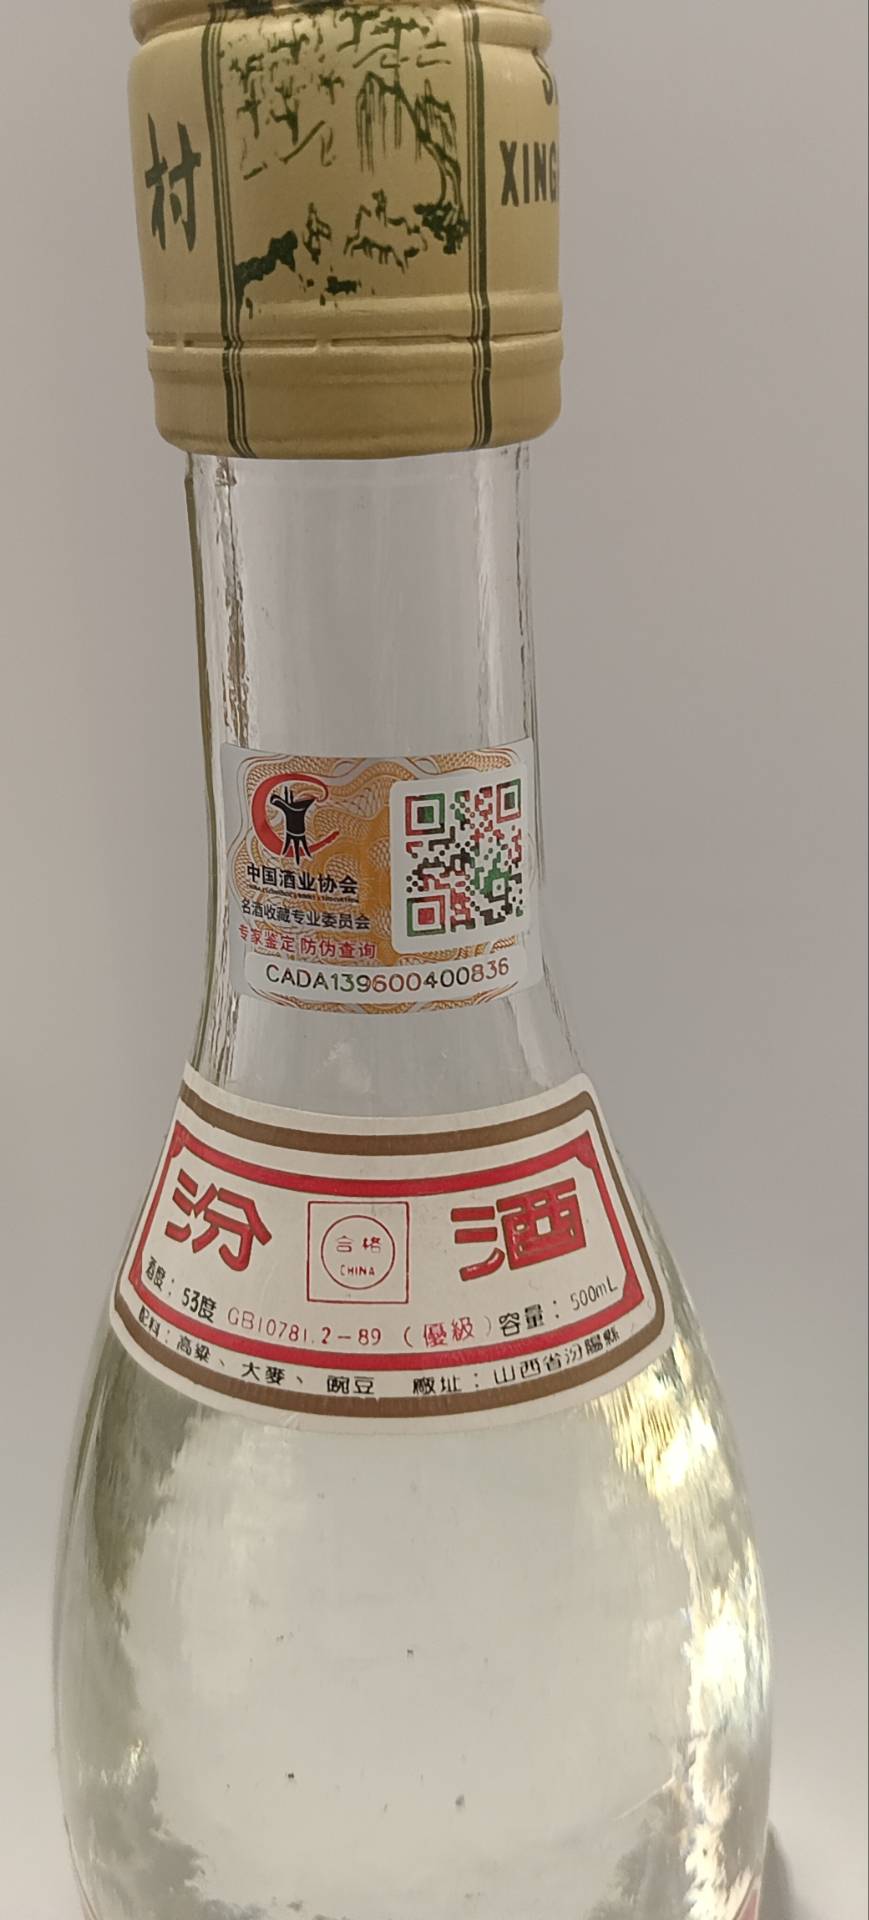 村
XING
中国酒业协会
名酒收藏专业委员会
专家鉴定 防伪查询
CADA139600400836
汾 酒
合格
CHINA
酒度：53度 GB10781.2-89（優級）容量：500mL
配料：高粱、大麥、豌豆 廠址：山西省汾陽縣